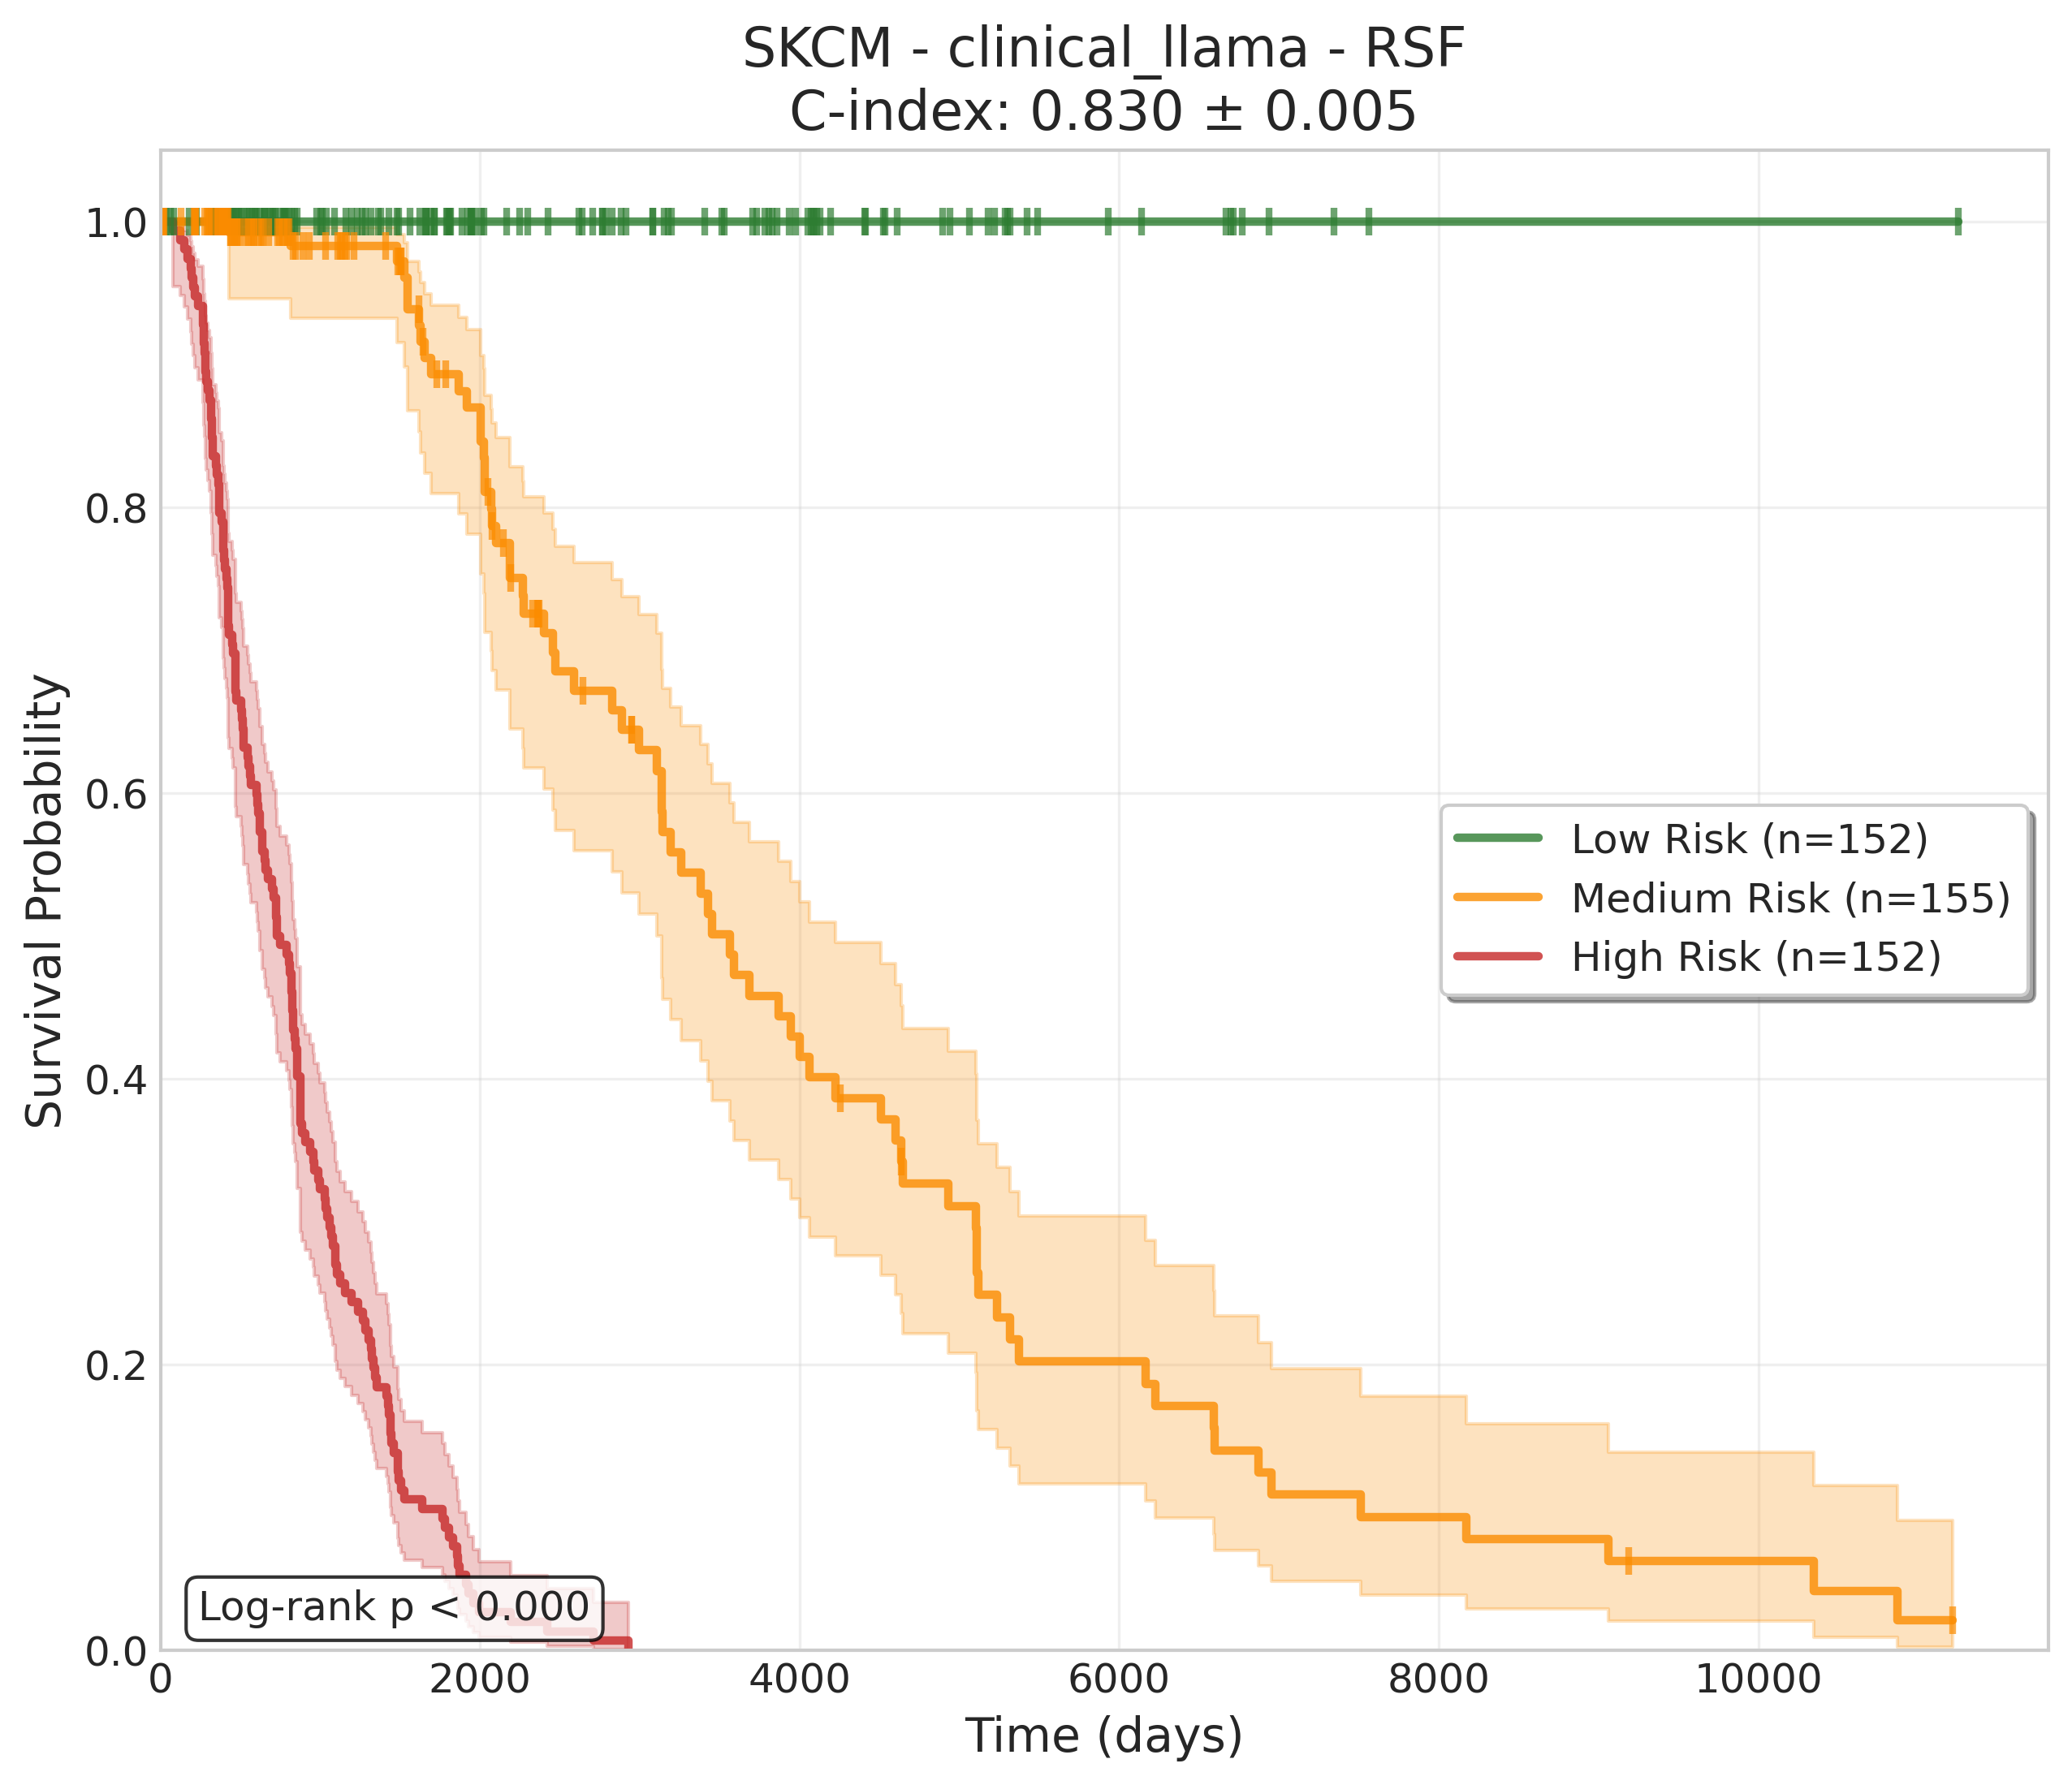 SKCM - clinical_llama - RSF
C-index: 0.830 ± 0.005
Survival Probability
1.0
0.8
0.6
0.4
0.2
0.0
Low Risk (n=152)
Medium Risk (n=155)
High Risk (n=152)
Log-rank p < 0.000
0 2000 4000 6000 8000 10000
Time (days)